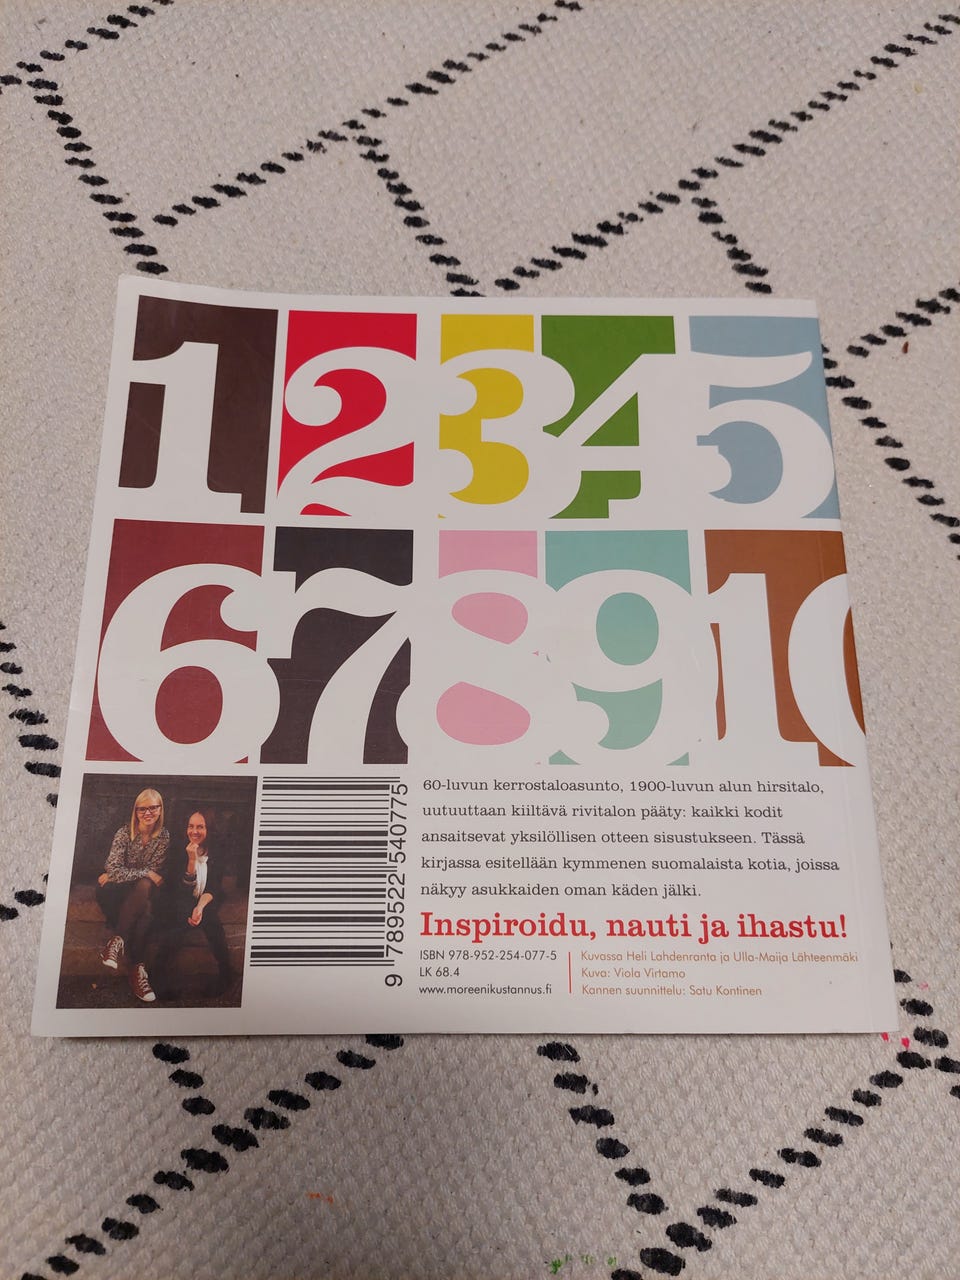 1 2 3 4 5
6 7 8 9 10
60-luvun kerrostaloasunto, 1900-luvun alun hirsitalo,
uutuuttaan kiiltävä rivitalon pääty: kaikki kodit
ansaitsevat yksilöllisen otteen sisustukseen. Tässä
kirjassa esitellään kymmenen suomalaista kotia, joissa
näkyy asukkaiden oman käden jälki.
Inspiroidu, nauti ja ihastu!
9 789522 540775
ISBN 978-952-254-077-5
LK 68.4
www.moreenikustannus.fi
Kuvassa Heli Lahdenranta ja Ulla-Maija Lähteenmäki
Kuva: Viola Virtamo
Kannen suunnittelu: Satu Kontinen